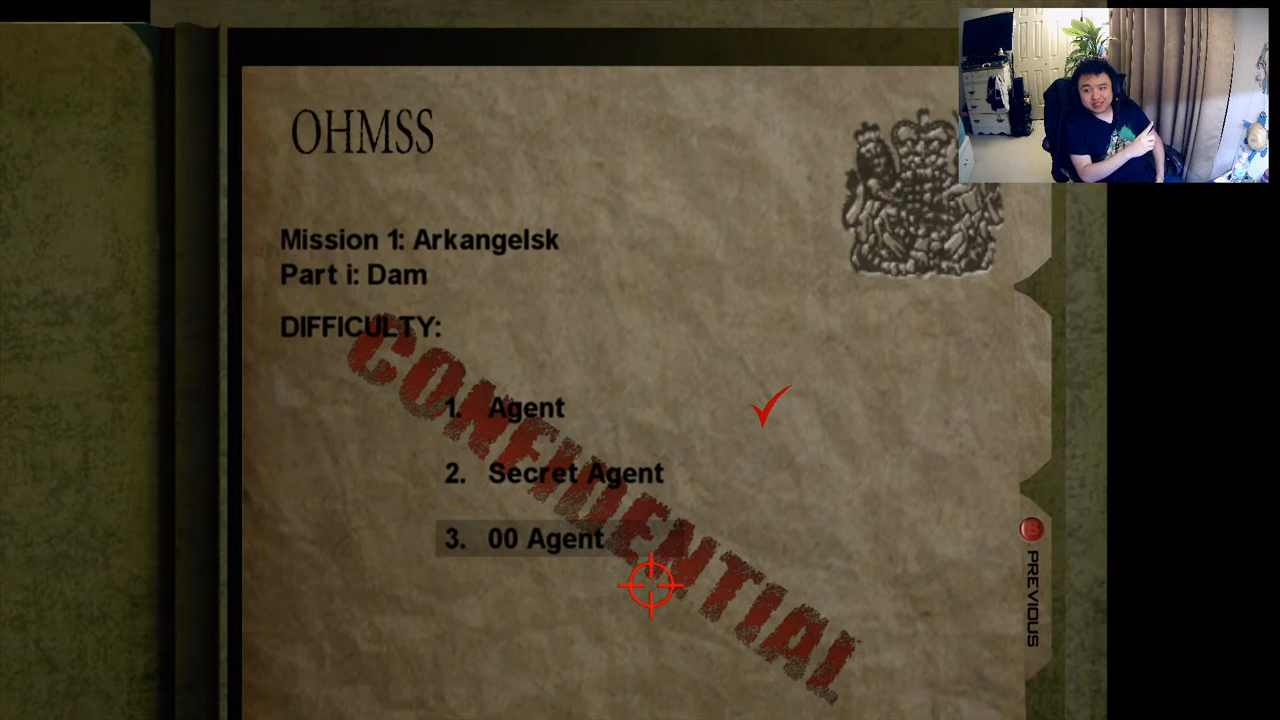 OHMSS
Mission 1: Arkangelsk
Part i: Dam
DIFFICULTY:
CONFIDENTIAL
1. Agent
2. Secret Agent
3. 00 Agent
B PREVIOUS